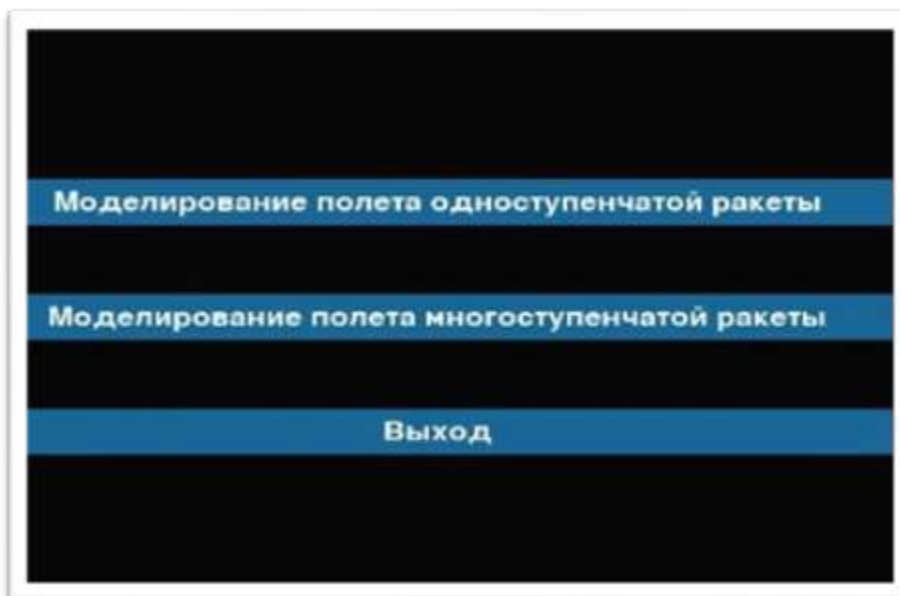 Моделирование полета одноступенчатой ракеты
Моделирование полета многоступенчатой ракеты
Выход